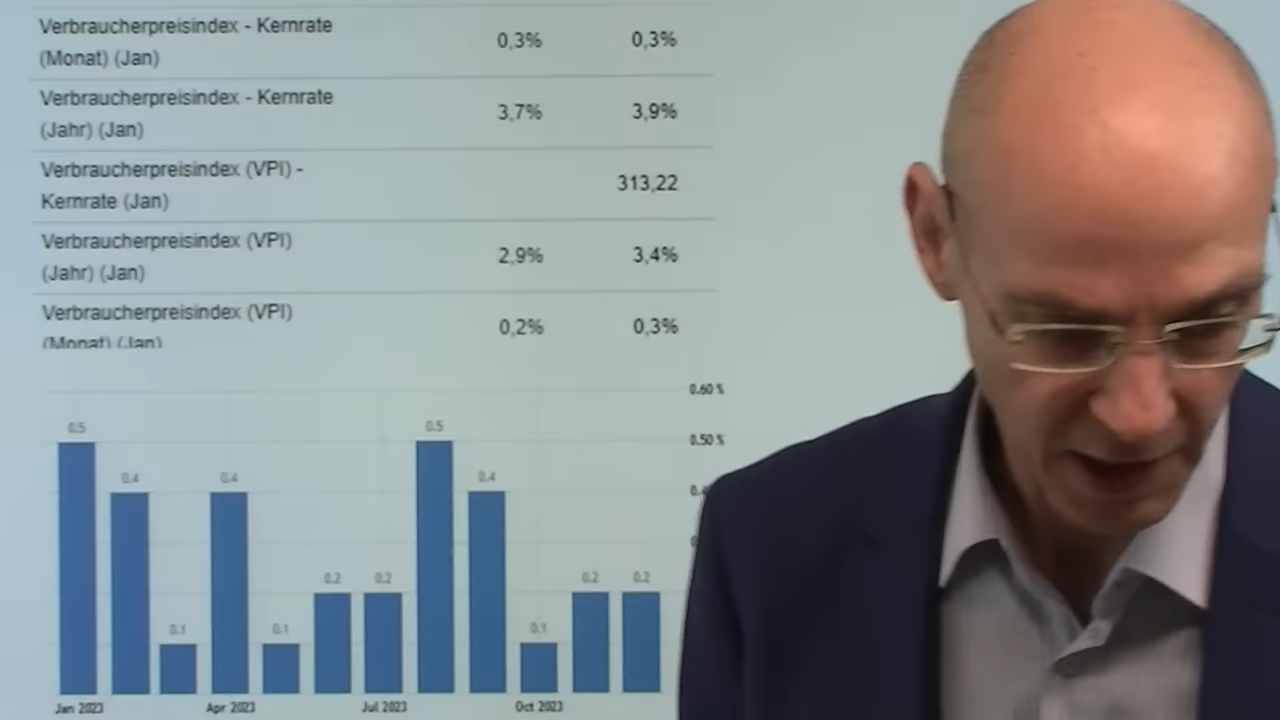 Verbraucherpreisindex - Kernrate
(Monat) (Jan)
0,3% 0,3%
Verbraucherpreisindex - Kernrate
(Jahr) (Jan)
3,7% 3,9%
Verbraucherpreisindex (VPI) -
Kernrate (Jan)
313,22
Verbraucherpreisindex (VPI)
(Jahr) (Jan)
2,9% 3,4%
Verbraucherpreisindex (VPI)
(Monat) (Jan)
0,2% 0,3%
0.60 %
0.50 %
0.5 0.4 0.1 0.4 0.1 0.2 0.2 0.5 0.4 0.1 0.2 0.2
Jan 2023 Apr 2023 Jul 2023 Oct 2023